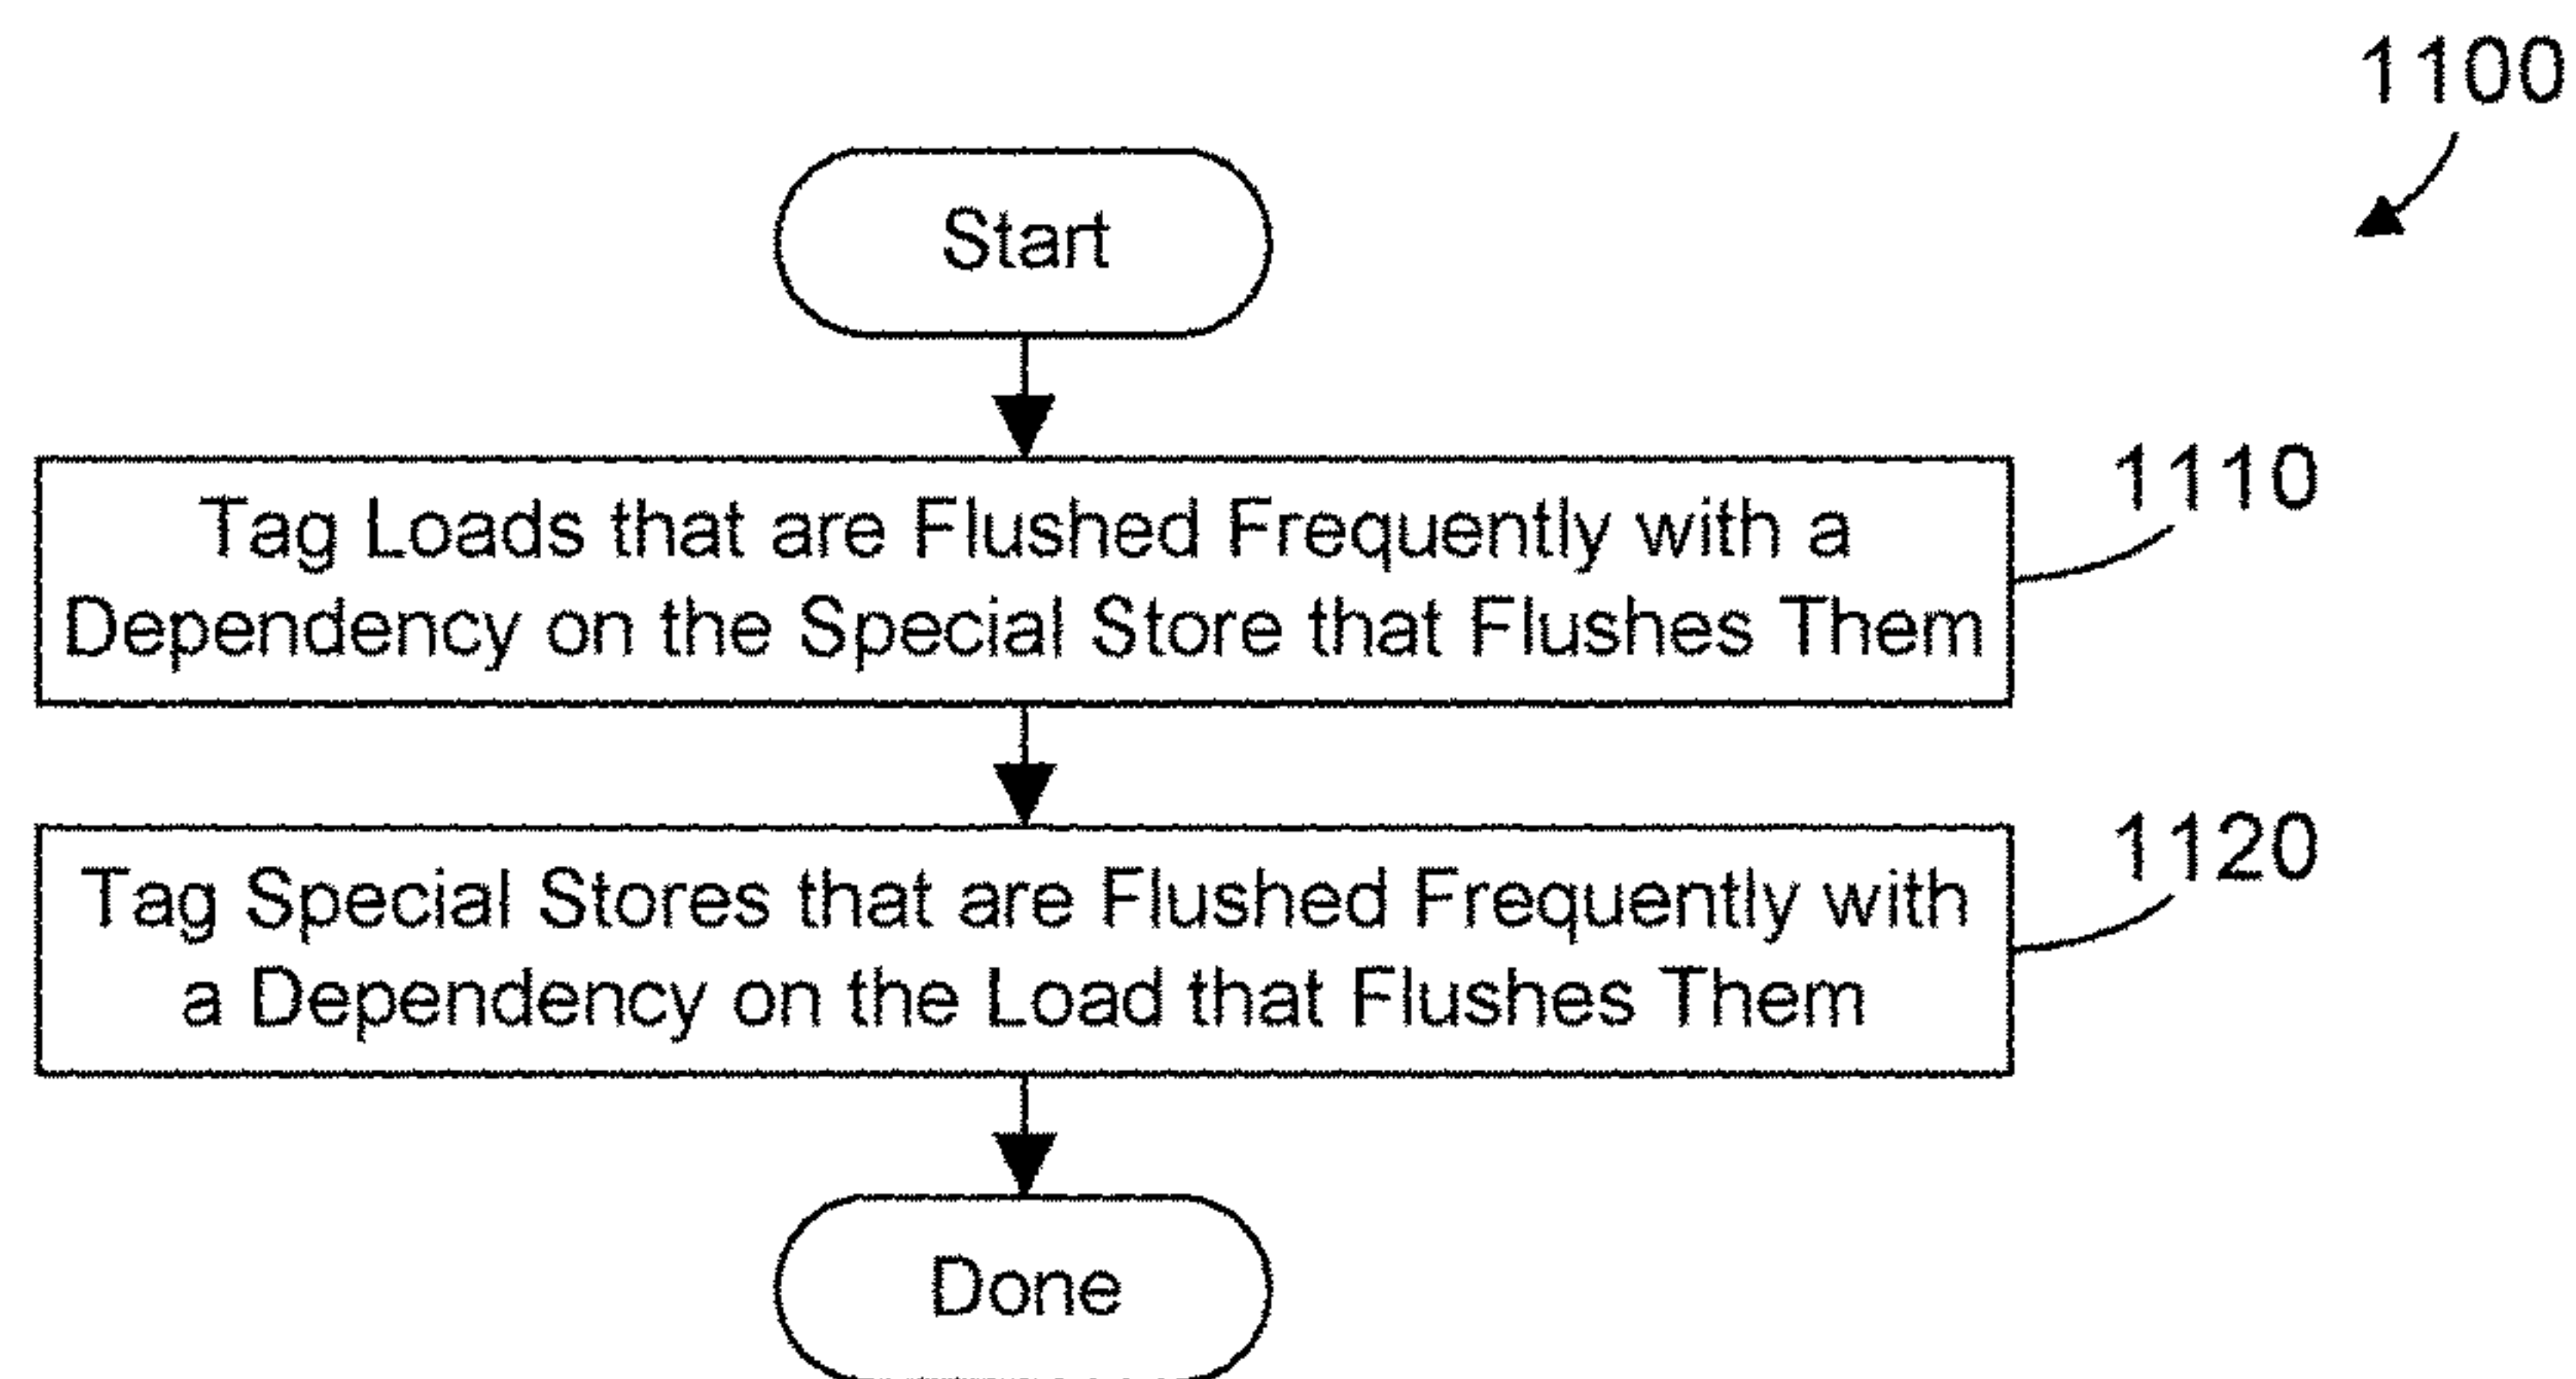 1100
Start
1110
Tag Loads that are Flushed Frequently with a
Dependency on the Special Store that Flushes Them
1120
Tag Special Stores that are Flushed Frequently with
a Dependency on the Load that Flushes Them
Done